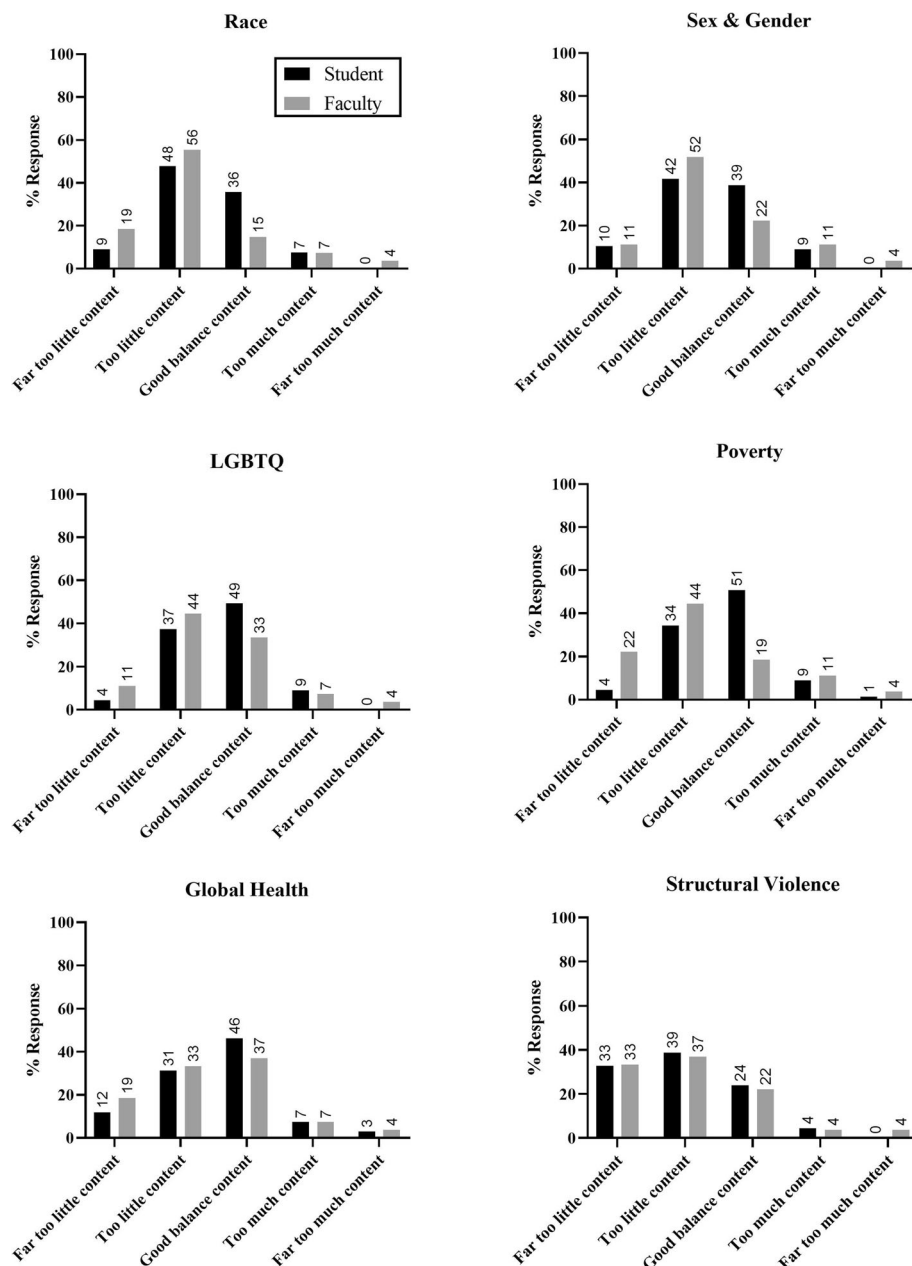 Race
100
80
60
40
20
0
% Response
Student
Faculty
9
19
48
56
36
15
7
7
0
4
Far too little content
Too little content
Good balance content
Too much content
Far too much content
Sex & Gender
100
80
60
40
20
0
% Response
10
11
42
52
39
22
9
11
0
4
Far too little content
Too little content
Good balance content
Too much content
Far too much content
LGBTQ
100
80
60
40
20
0
% Response
4
11
37
44
49
33
9
7
0
4
Far too little content
Too little content
Good balance content
Too much content
Far too much content
Poverty
100
80
60
40
20
0
% Response
4
22
34
44
51
19
9
11
1
4
Far too little content
Too little content
Good balance content
Too much content
Far too much content
Global Health
100
80
60
40
20
0
% Response
12
19
31
33
46
37
7
7
3
4
Far too little content
Too little content
Good balance content
Too much content
Far too much content
Structural Violence
100
80
60
40
20
0
% Response
33
33
39
37
24
22
4
4
0
4
Far too little content
Too little content
Good balance content
Too much content
Far too much content